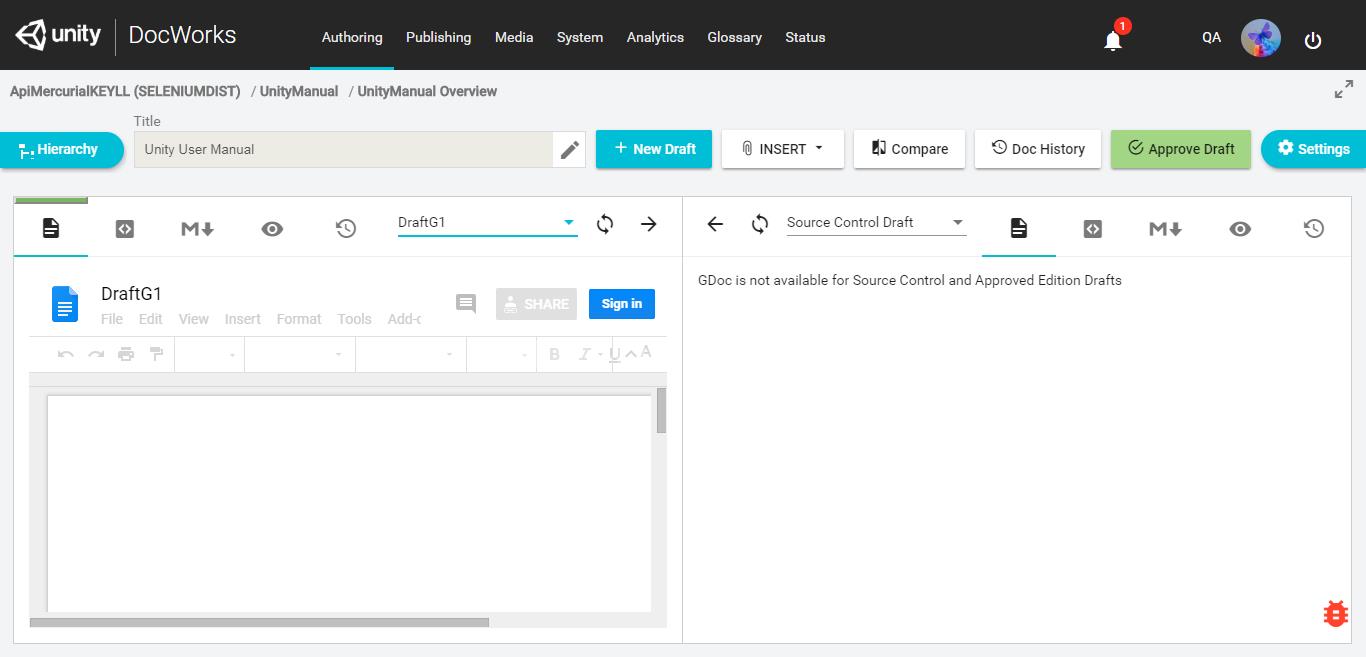 unity DocWorks Authoring Publishing Media System Analytics Glossary Status 1 QA
ApiMercurialKEYLL (SELENIUMDIST) / UnityManual / UnityManual Overview
Title
Hierarchy Unity User Manual + New Draft INSERT Compare Doc History Approve Draft Settings
M DraftG1 Source Control Draft M
GDoc is not available for Source Control and Approved Edition Drafts
DraftG1 SHARE Sign in
File Edit View Insert Format Tools Add-c
B I U A